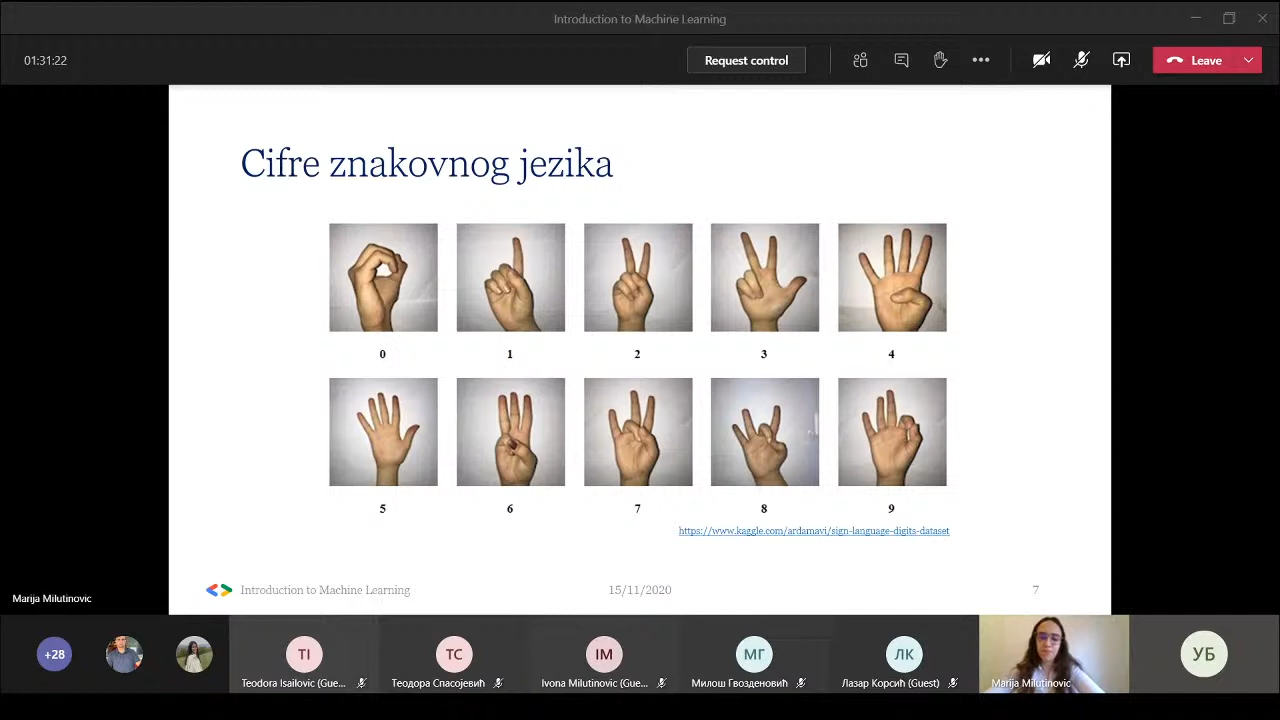 Introduction to Machine Learning
01:31:22
Request control
Leave
Cifre znakovnog jezika
0 1 2 3 4
5 6 7 8 9
https://www.kaggle.com/ardamavi/sign-language-digits-dataset
Introduction to Machine Learning 15/11/2020 7
Marija Milutinovic
+28 TI TC IM МГ ЛК УБ
Teodora Isailovic (Gue... Теодора Спасојевић Ivona Milutinovic (Gue... Милош Гвозденовић Лазар Корсић (Guest) Marija Milutinovic